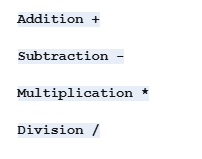 Addition +
Subtraction -
Multiplication *
Division /